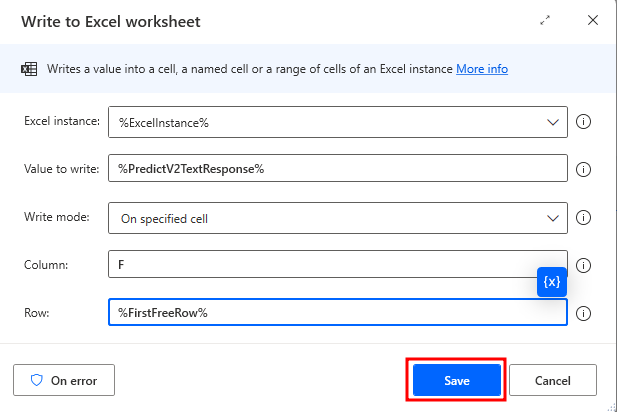 Write to Excel worksheet
Writes a value into a cell, a named cell or a range of cells of an Excel instance More info
Excel instance: %ExcelInstance%
Value to write: %PredictV2TextResponse%
Write mode: On specified cell
Column: F
{x}
Row: %FirstFreeRow%
On error Save Cancel